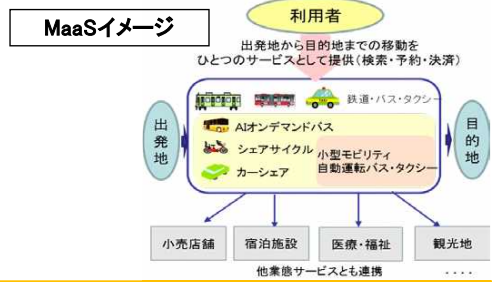 MaaSイメージ
利用者
出発地から目的地までの移動を
ひとつのサービスとして提供(検索・予約・決済)
鉄道・バス・タクシー
出発地
AIオンデマンドバス
シェアサイクル
カーシェア
小型モビリティ
自動運転バス・タクシー
目的地
小売店舗
宿泊施設
医療・福祉
観光地
他業態サービスとも連携
・・・・